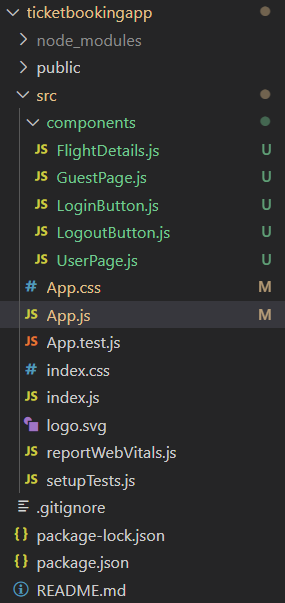 ticketbookingapp
node_modules
public
src
components
JS FlightDetails.js U
JS GuestPage.js U
JS LoginButton.js U
JS LogoutButton.js U
JS UserPage.js U
# App.css M
JS App.js M
JS App.test.js
# index.css
JS index.js
logo.svg
JS reportWebVitals.js
JS setupTests.js
.gitignore
{} package-lock.json
{} package.json
README.md